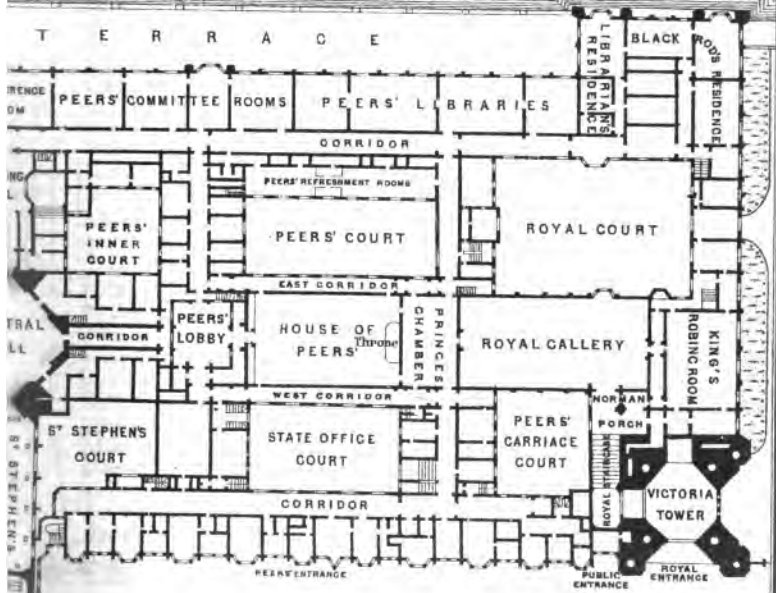 TERRACE
LIBRARIAN'S RESIDENCE
BLACK ROD'S RESIDENCE
PEERS' COMMITTEE ROOMS
PEERS' LIBRARIES
CORRIDOR
PEERS' REFRESHMENT ROOMS
PEERS' INNER COURT
PEERS' COURT
ROYAL COURT
EAST CORRIDOR
PEERS' LOBBY
HOUSE OF PEERS'
Throne
PRINCES CHAMBER
ROYAL GALLERY
KING'S ROBING ROOM
CORRIDOR
WEST CORRIDOR
NORMAN PORCH
ST STEPHEN'S COURT
STATE OFFICE COURT
PEERS' CARRIAGE COURT
ROYAL STAIRCASE
VICTORIA TOWER
CORRIDOR
ST. STEPHEN'S
PEERS' ENTRANCE
PUBLIC ENTRANCE
ROYAL ENTRANCE